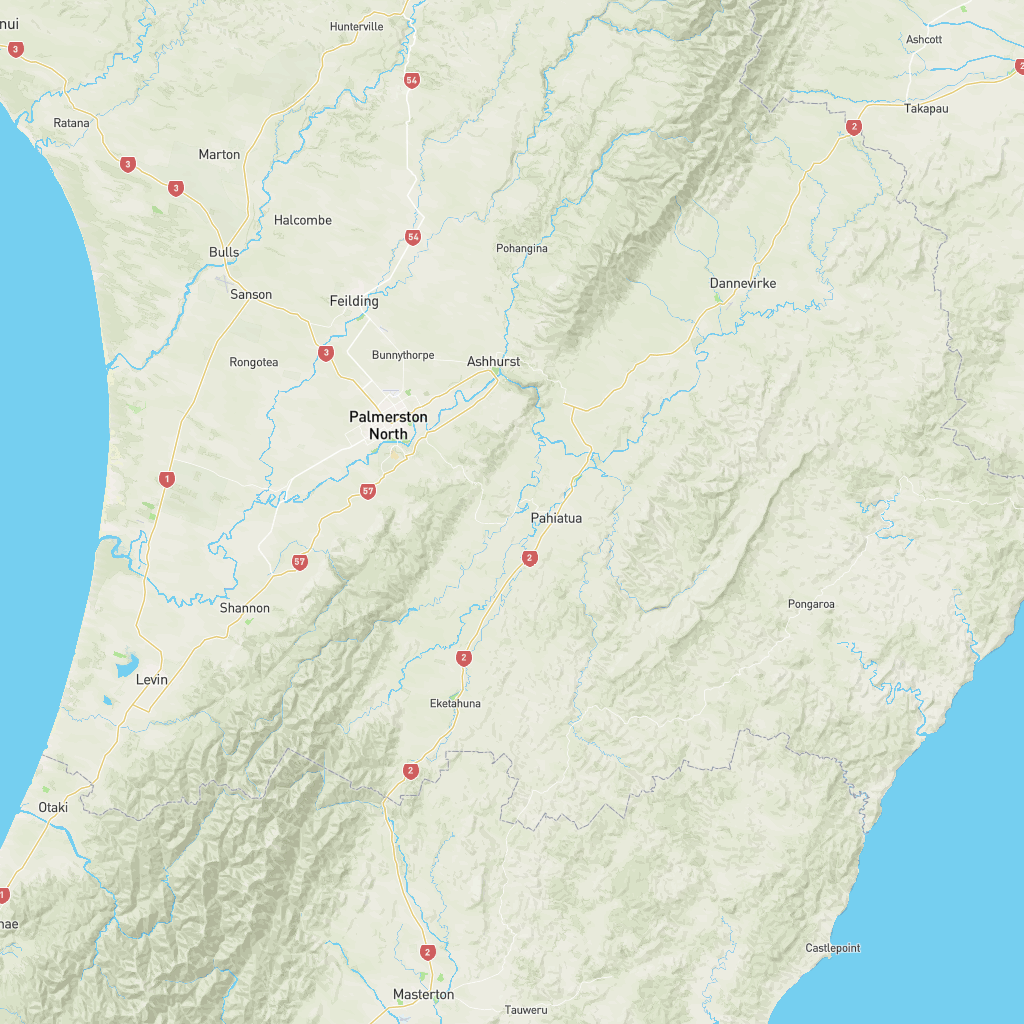 nui
Hunterville
Ashcott
3
54
2
Takapau
Ratana
2
Marton
3
3
Halcombe
54
Pohangina
Bulls
Dannevirke
Sanson
Feilding
3
Bunnythorpe
Rongotea
Ashhurst
Palmerston
North
1
57
Pahiatua
57
2
Shannon
Pongaroa
2
Levin
Eketahuna
2
Otaki
1
nae
2
Castlepoint
Masterton
Tauweru